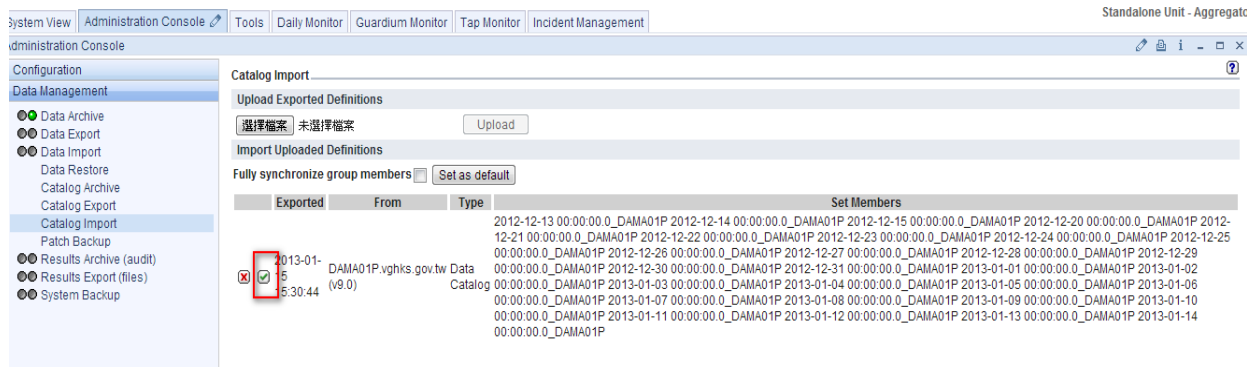 System View Administration Console Tools Daily Monitor Guardium Monitor Tap Monitor Incident Management
Standalone Unit - Aggregato
Administration Console
Configuration
Data Management
Data Archive
Data Export
Data Import
Data Restore
Catalog Archive
Catalog Export
Catalog Import
Patch Backup
Results Archive (audit)
Results Export (files)
System Backup
Catalog Import
Upload Exported Definitions
選擇檔案 未選擇檔案 Upload
Import Uploaded Definitions
Fully synchronize group members Set as default
Exported From Type Set Members
2013-01-
15
15:30:44
DAMA01P.vghks.gov.tw
(v9.0)
Data
Catalog
2012-12-13 00:00:00.0_DAMA01P 2012-12-14 00:00:00.0_DAMA01P 2012-12-15 00:00:00.0_DAMA01P 2012-12-20 00:00:00.0_DAMA01P 2012-
12-21 00:00:00.0_DAMA01P 2012-12-22 00:00:00.0_DAMA01P 2012-12-23 00:00:00.0_DAMA01P 2012-12-24 00:00:00.0_DAMA01P 2012-12-25
00:00:00.0_DAMA01P 2012-12-26 00:00:00.0_DAMA01P 2012-12-27 00:00:00.0_DAMA01P 2012-12-28 00:00:00.0_DAMA01P 2012-12-29
00:00:00.0_DAMA01P 2012-12-30 00:00:00.0_DAMA01P 2012-12-31 00:00:00.0_DAMA01P 2013-01-01 00:00:00.0_DAMA01P 2013-01-02
00:00:00.0_DAMA01P 2013-01-03 00:00:00.0_DAMA01P 2013-01-04 00:00:00.0_DAMA01P 2013-01-05 00:00:00.0_DAMA01P 2013-01-06
00:00:00.0_DAMA01P 2013-01-07 00:00:00.0_DAMA01P 2013-01-08 00:00:00.0_DAMA01P 2013-01-09 00:00:00.0_DAMA01P 2013-01-10
00:00:00.0_DAMA01P 2013-01-11 00:00:00.0_DAMA01P 2013-01-12 00:00:00.0_DAMA01P 2013-01-13 00:00:00.0_DAMA01P 2013-01-14
00:00:00.0_DAMA01P